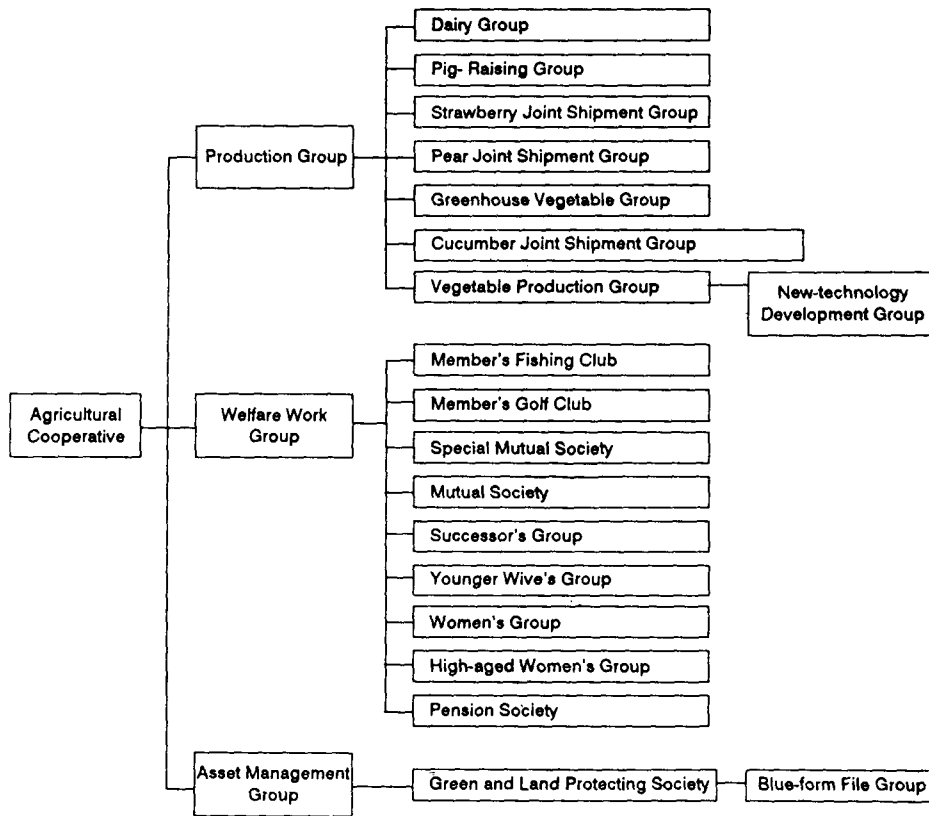 Dairy Group
Pig- Raising Group
Strawberry Joint Shipment Group
Production Group
Pear Joint Shipment Group
Greenhouse Vegetable Group
Cucumber Joint Shipment Group
Vegetable Production Group
New-technology
Development Group
Member's Fishing Club
Agricultural
Cooperative
Welfare Work
Group
Member's Golf Club
Special Mutual Society
Mutual Society
Successor's Group
Younger Wive's Group
Women's Group
High-aged Women's Group
Pension Society
Asset Management
Group
Green and Land Protecting Society
Blue-form File Group